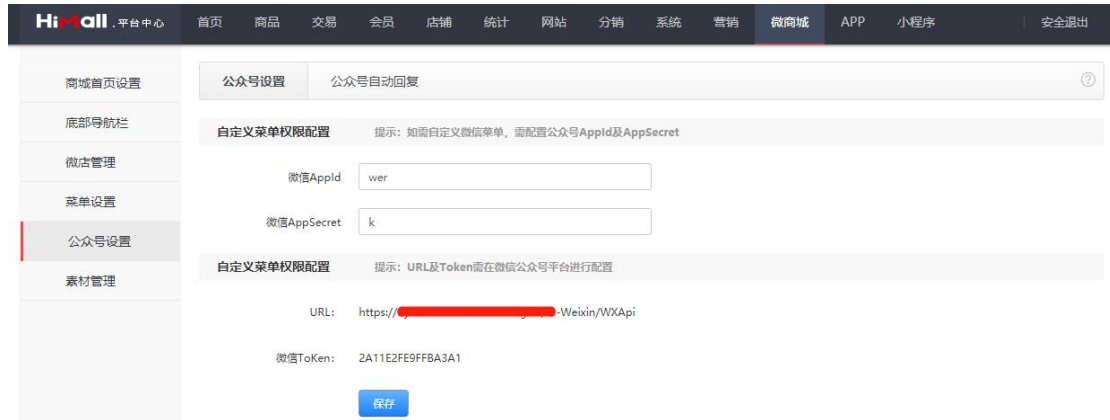 HiMall.平台中心 首页 商品 交易 会员 店铺 统计 网站 分销 系统 营销 微商城 APP 小程序 安全退出
商城首页设置
底部导航栏
微店管理
菜单设置
公众号设置
素材管理
公众号设置 公众号自动回复
自定义菜单权限配置 提示：如需自定义微信菜单，需配置公众号AppId及AppSecret
微信AppId wer
微信AppSecret k
自定义菜单权限配置 提示：URL及Token需在微信公众号平台进行配置
URL: https:// -Weixin/WXApi
微信ToKen: 2A11E2FE9FFBA3A1
保存